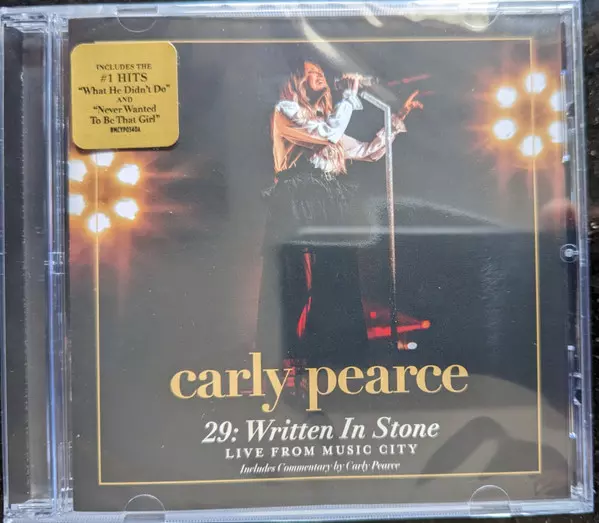 INCLUDES THE
#1 HITS
"What He Didn't Do"
AND
"Never Wanted
To Be That Girl"
BMCYP0340A
carly pearce
29: Written In Stone
LIVE FROM MUSIC CITY
Includes Commentary by Carly Pearce